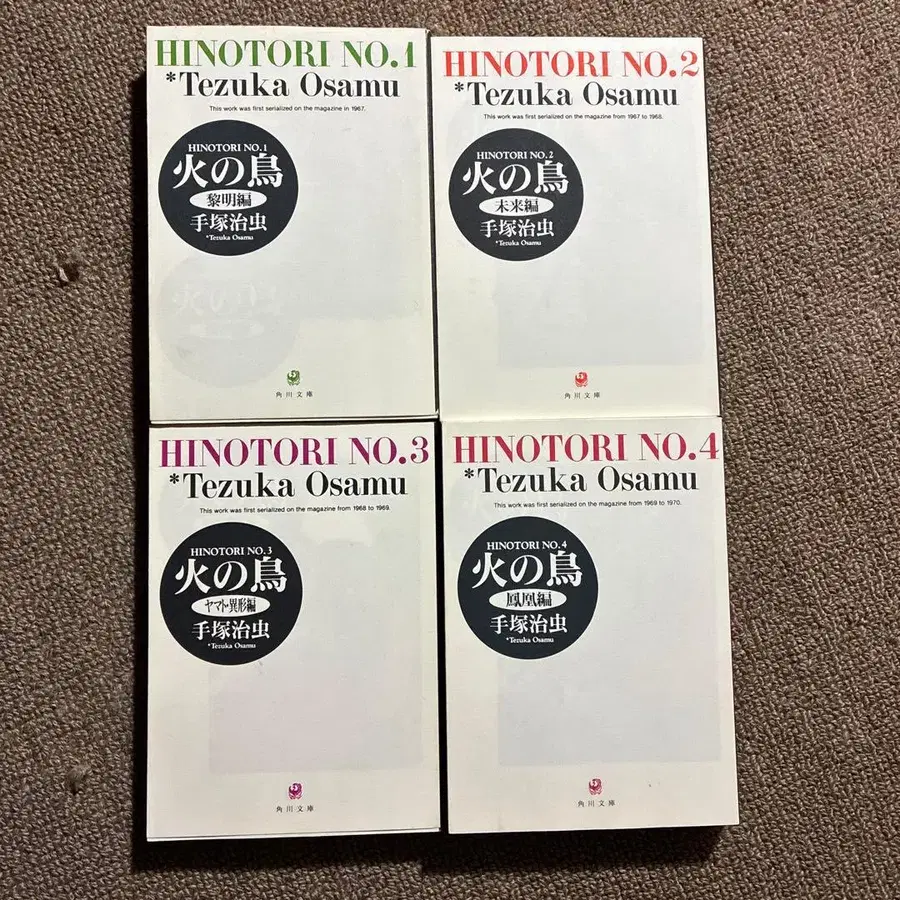 HINOTORI NO.1
*Tezuka Osamu
This work was first serialized on the magazine in 1967.
HINOTORI NO.1
火の鳥
黎明編
手塚治虫
*Tezuka Osamu
角川文庫
HINOTORI NO.2
*Tezuka Osamu
This work was first serialized on the magazine from 1967 to 1968.
HINOTORI NO.2
火の鳥
未来編
手塚治虫
*Tezuka Osamu
角川文庫
HINOTORI NO.3
*Tezuka Osamu
This work was first serialized on the magazine from 1968 to 1969.
HINOTORI NO.3
火の鳥
ヤマト・異形編
手塚治虫
*Tezuka Osamu
角川文庫
HINOTORI NO.4
*Tezuka Osamu
This work was first serialized on the magazine from 1969 to 1970.
HINOTORI NO.4
火の鳥
鳳凰編
手塚治虫
*Tezuka Osamu
角川文庫